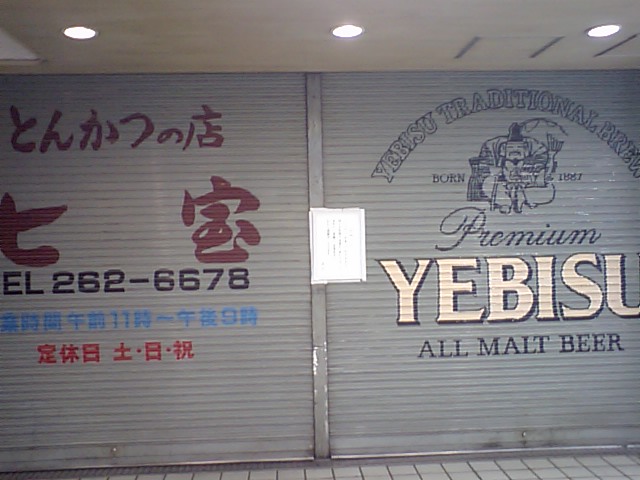 とんかつの店
七宝
TEL 262-6678
営業時間 午前11時〜午後9時
定休日 土・日・祝
YEBISU TRADITIONAL BREW
BORN 1887
Premium
YEBISU
ALL MALT BEER